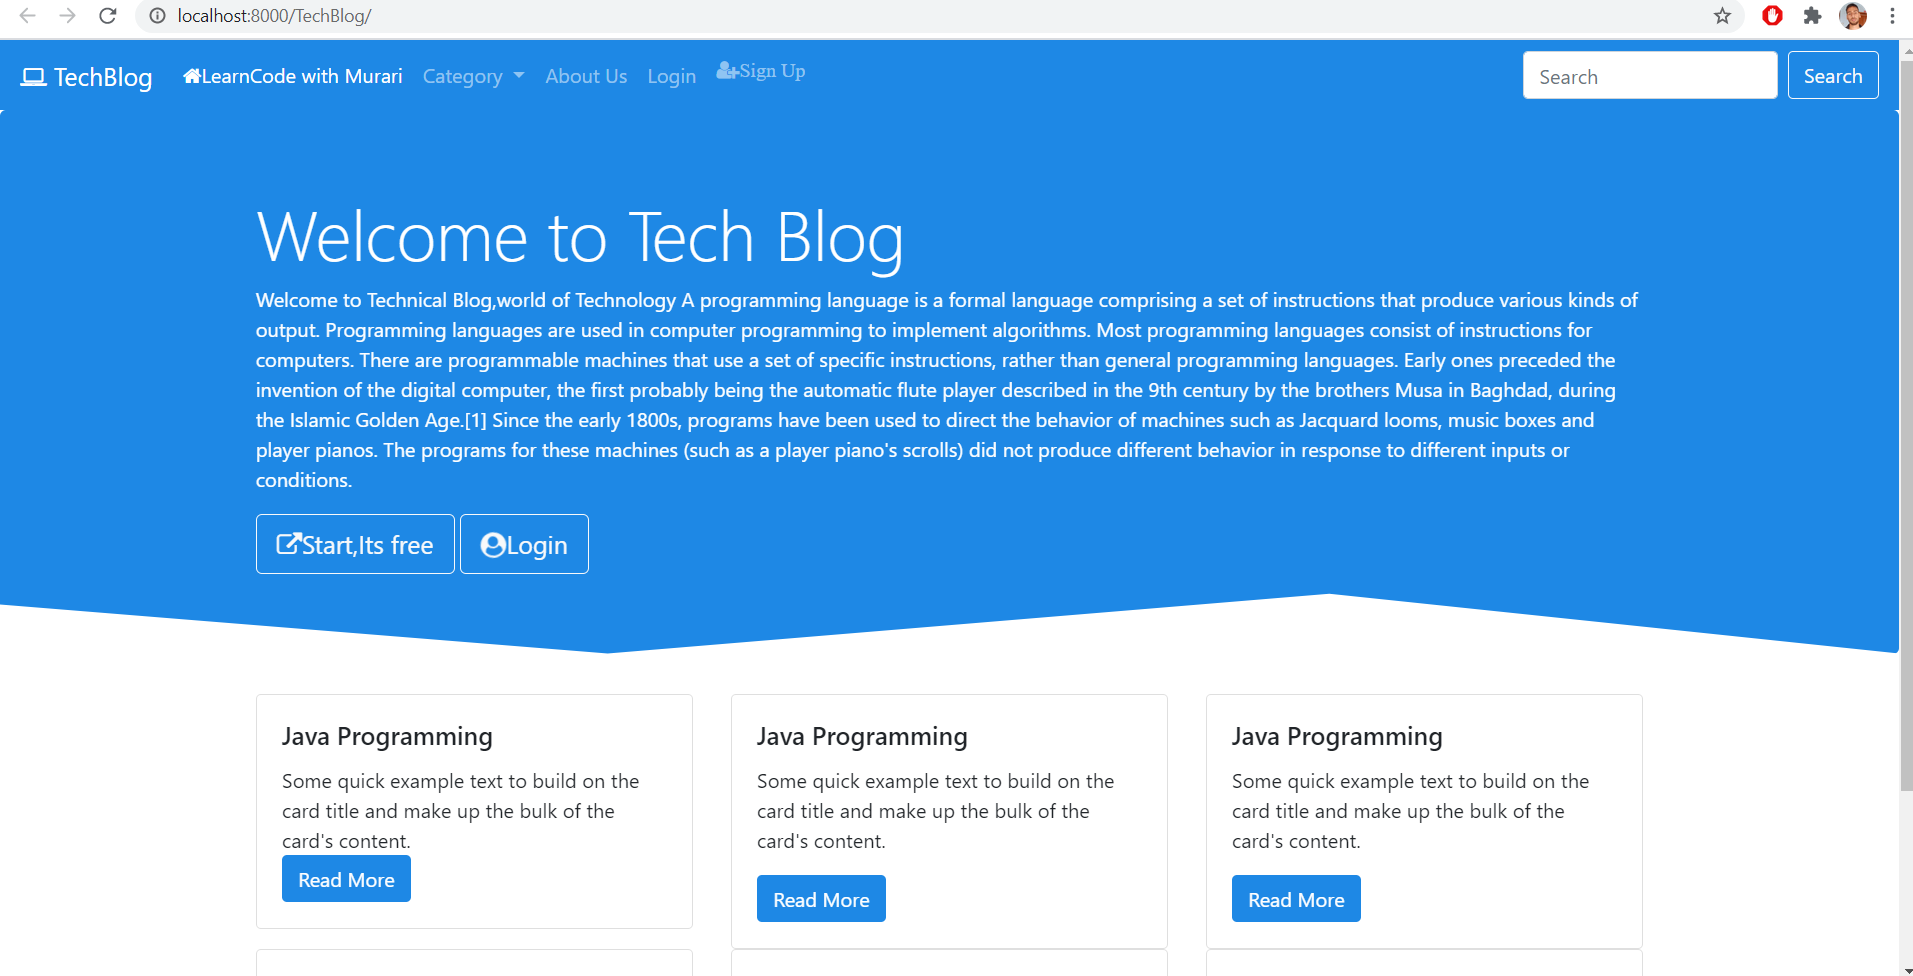 localhost:8000/TechBlog/
TechBlog LearnCode with Murari Category About Us Login Sign Up Search Search
Welcome to Tech Blog
Welcome to Technical Blog,world of Technology A programming language is a formal language comprising a set of instructions that produce various kinds of
output. Programming languages are used in computer programming to implement algorithms. Most programming languages consist of instructions for
computers. There are programmable machines that use a set of specific instructions, rather than general programming languages. Early ones preceded the
invention of the digital computer, the first probably being the automatic flute player described in the 9th century by the brothers Musa in Baghdad, during
the Islamic Golden Age.[1] Since the early 1800s, programs have been used to direct the behavior of machines such as Jacquard looms, music boxes and
player pianos. The programs for these machines (such as a player piano's scrolls) did not produce different behavior in response to different inputs or
conditions.
Start,Its free Login
Java Programming
Some quick example text to build on the
card title and make up the bulk of the
card's content.
Read More
Java Programming
Some quick example text to build on the
card title and make up the bulk of the
card's content.
Read More
Java Programming
Some quick example text to build on the
card title and make up the bulk of the
card's content.
Read More